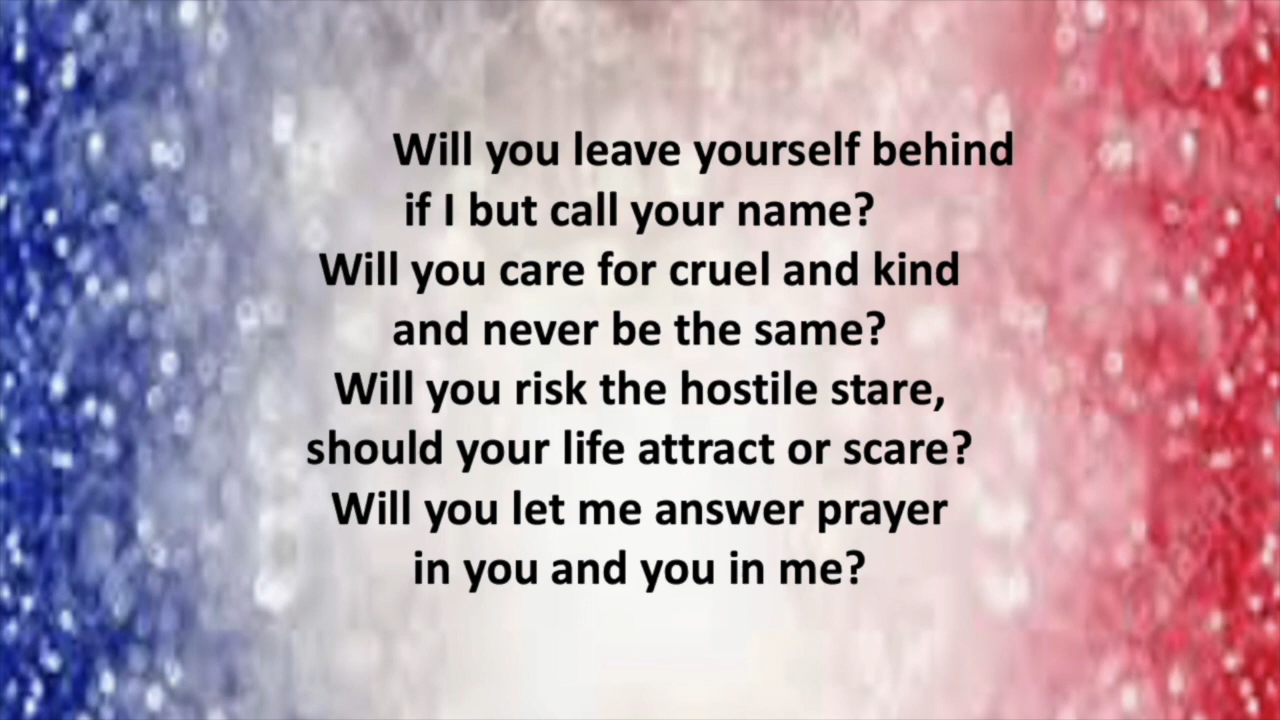 Will you leave yourself behind
if I but call your name?
Will you care for cruel and kind
and never be the same?
Will you risk the hostile stare,
should your life attract or scare?
Will you let me answer prayer
in you and you in me?